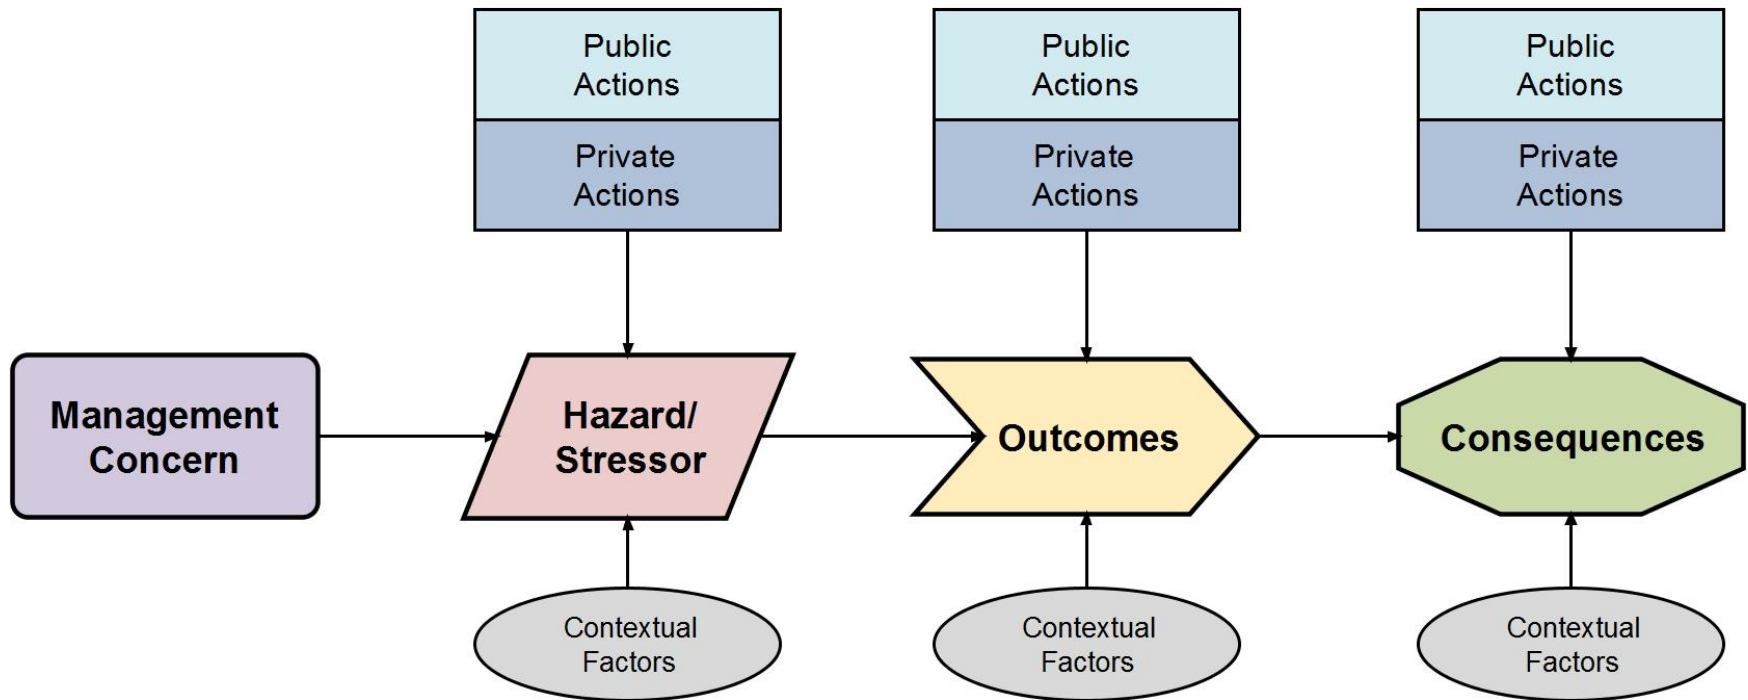 Public
Actions
Private
Actions
Public
Actions
Private
Actions
Public
Actions
Private
Actions
Management
Concern
Hazard/
Stressor
Outcomes
Consequences
Contextual
Factors
Contextual
Factors
Contextual
Factors